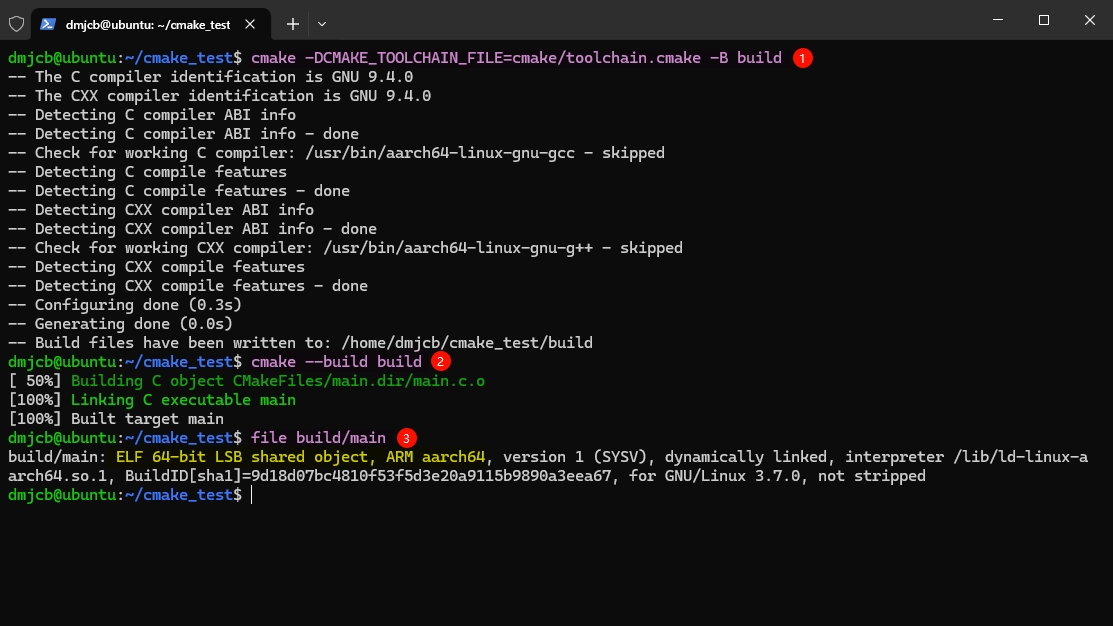 dmjcb@ubuntu: ~/cmake_test
dmjcb@ubuntu:~/cmake_test$ cmake -DCMAKE_TOOLCHAIN_FILE=cmake/toolchain.cmake -B build 1
-- The C compiler identification is GNU 9.4.0
-- The CXX compiler identification is GNU 9.4.0
-- Detecting C compiler ABI info
-- Detecting C compiler ABI info - done
-- Check for working C compiler: /usr/bin/aarch64-linux-gnu-gcc - skipped
-- Detecting C compile features
-- Detecting C compile features - done
-- Detecting CXX compiler ABI info
-- Detecting CXX compiler ABI info - done
-- Check for working CXX compiler: /usr/bin/aarch64-linux-gnu-g++ - skipped
-- Detecting CXX compile features
-- Detecting CXX compile features - done
-- Configuring done (0.3s)
-- Generating done (0.0s)
-- Build files have been written to: /home/dmjcb/cmake_test/build
dmjcb@ubuntu:~/cmake_test$ cmake --build build 2
[ 50%] Building C object CMakeFiles/main.dir/main.c.o
[100%] Linking C executable main
[100%] Built target main
dmjcb@ubuntu:~/cmake_test$ file build/main 3
build/main: ELF 64-bit LSB shared object, ARM aarch64, version 1 (SYSV), dynamically linked, interpreter /lib/ld-linux-a
arch64.so.1, BuildID[sha1]=9d18d07bc4810f53f5d3e20a9115b9890a3eea67, for GNU/Linux 3.7.0, not stripped
dmjcb@ubuntu:~/cmake_test$